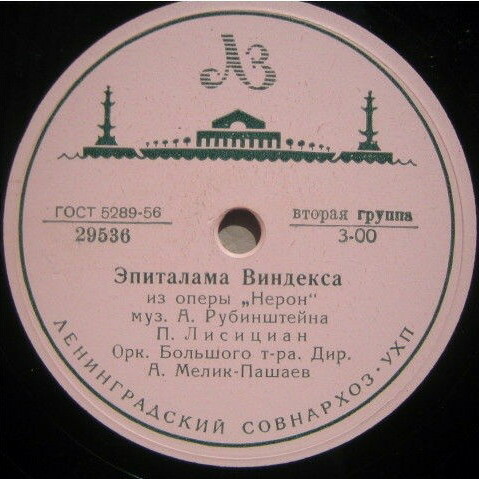 ЛЗ
ГОСТ 5289-56
29536
вторая группа
3-00
Эпиталама Виндекса
из оперы „Нерон“
муз. А. Рубинштейна
П. Лисициан
Орк. Большого т-ра. Дир.
А. Мелик-Пашаев
ЛЕНИНГРАДСКИЙ СОВНАРХОЗ · УХП